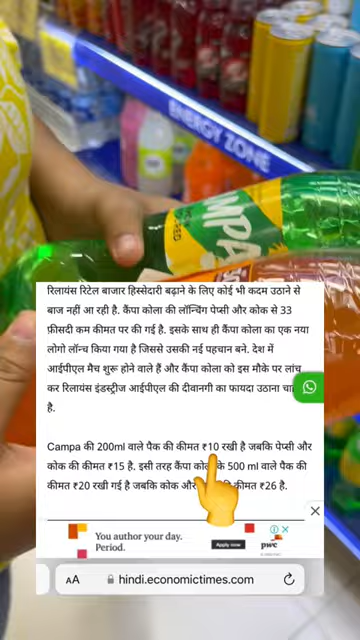 ENERGY ZONE
रिलायंस रिटेल बाजार हिस्सेदारी बढ़ाने के लिए कोई भी कदम उठाने से
बाज नहीं आ रही है. कैंपा कोला की लॉन्चिंग पेप्सी और कोक से 33
फ़ीसदी कम कीमत पर की गई है. इसके साथ ही कैंपा कोला का एक नया
लोगो लॉन्च किया गया है जिससे उसकी नई पहचान बने. देश में
आईपीएल मैच शुरू होने वाले हैं और कैंपा कोला को इस मौके पर लांच
कर रिलायंस इंडस्ट्रीज आईपीएल की दीवानगी का फायदा उठाना
है.
Campa की 200ml वाले पैक की कीमत ₹10 रखी है जबकि पेप्सी और
कोक की कीमत ₹15 है. इसी तरह कैंपा के 500 ml वाले पैक की
कीमत ₹20 रखी गई है जबकि कोक और कीमत ₹26 है.
You author your day.
Period.
Apply now
pwc
AA hindi.economictimes.com